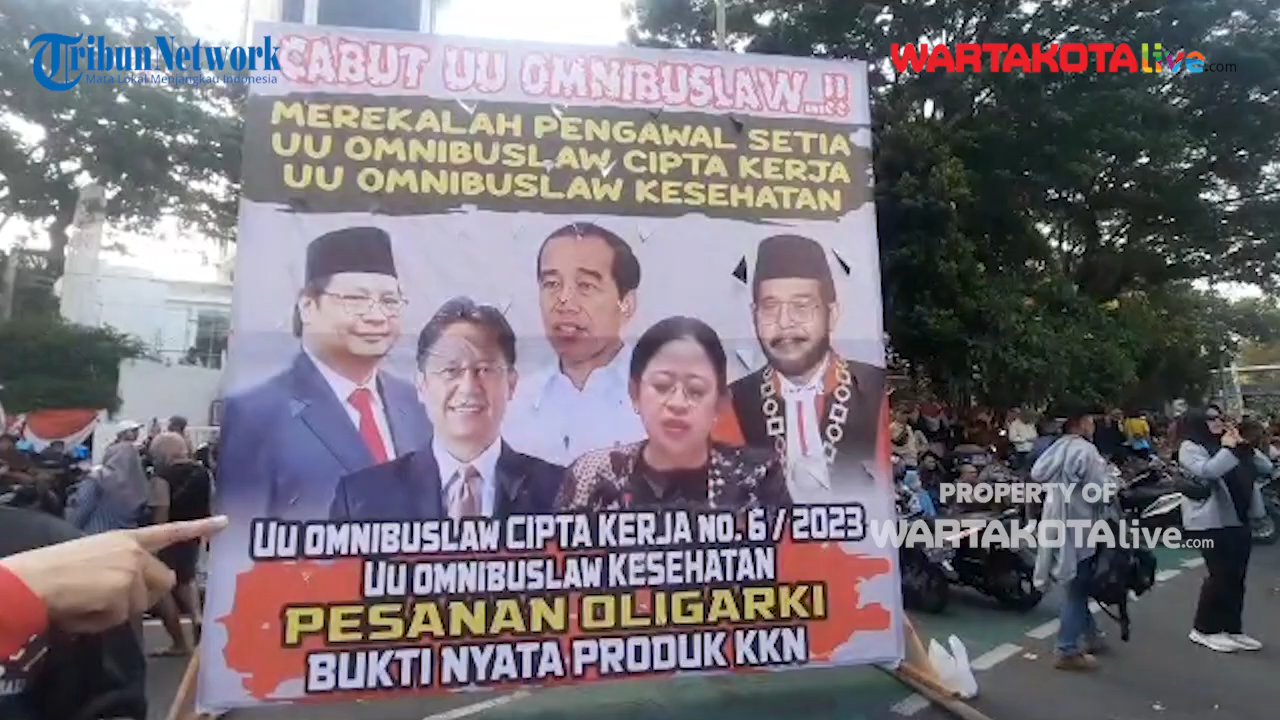 Tribun Network
Mata Lokal Menjangkau Indonesia
WARTAKOTAlive.com
CABUT UU OMNIBUSLAW...!!
MEREKALAH PENGAWAL SETIA
UU OMNIBUSLAW CIPTA KERJA
UU OMNIBUSLAW KESEHATAN
UU OMNIBUSLAW CIPTA KERJA NO. 6 / 2023
UU OMNIBUSLAW KESEHATAN
PESANAN OLIGARKI
BUKTI NYATA PRODUK KKN
PROPERTY OF
WARTAKOTAlive.com